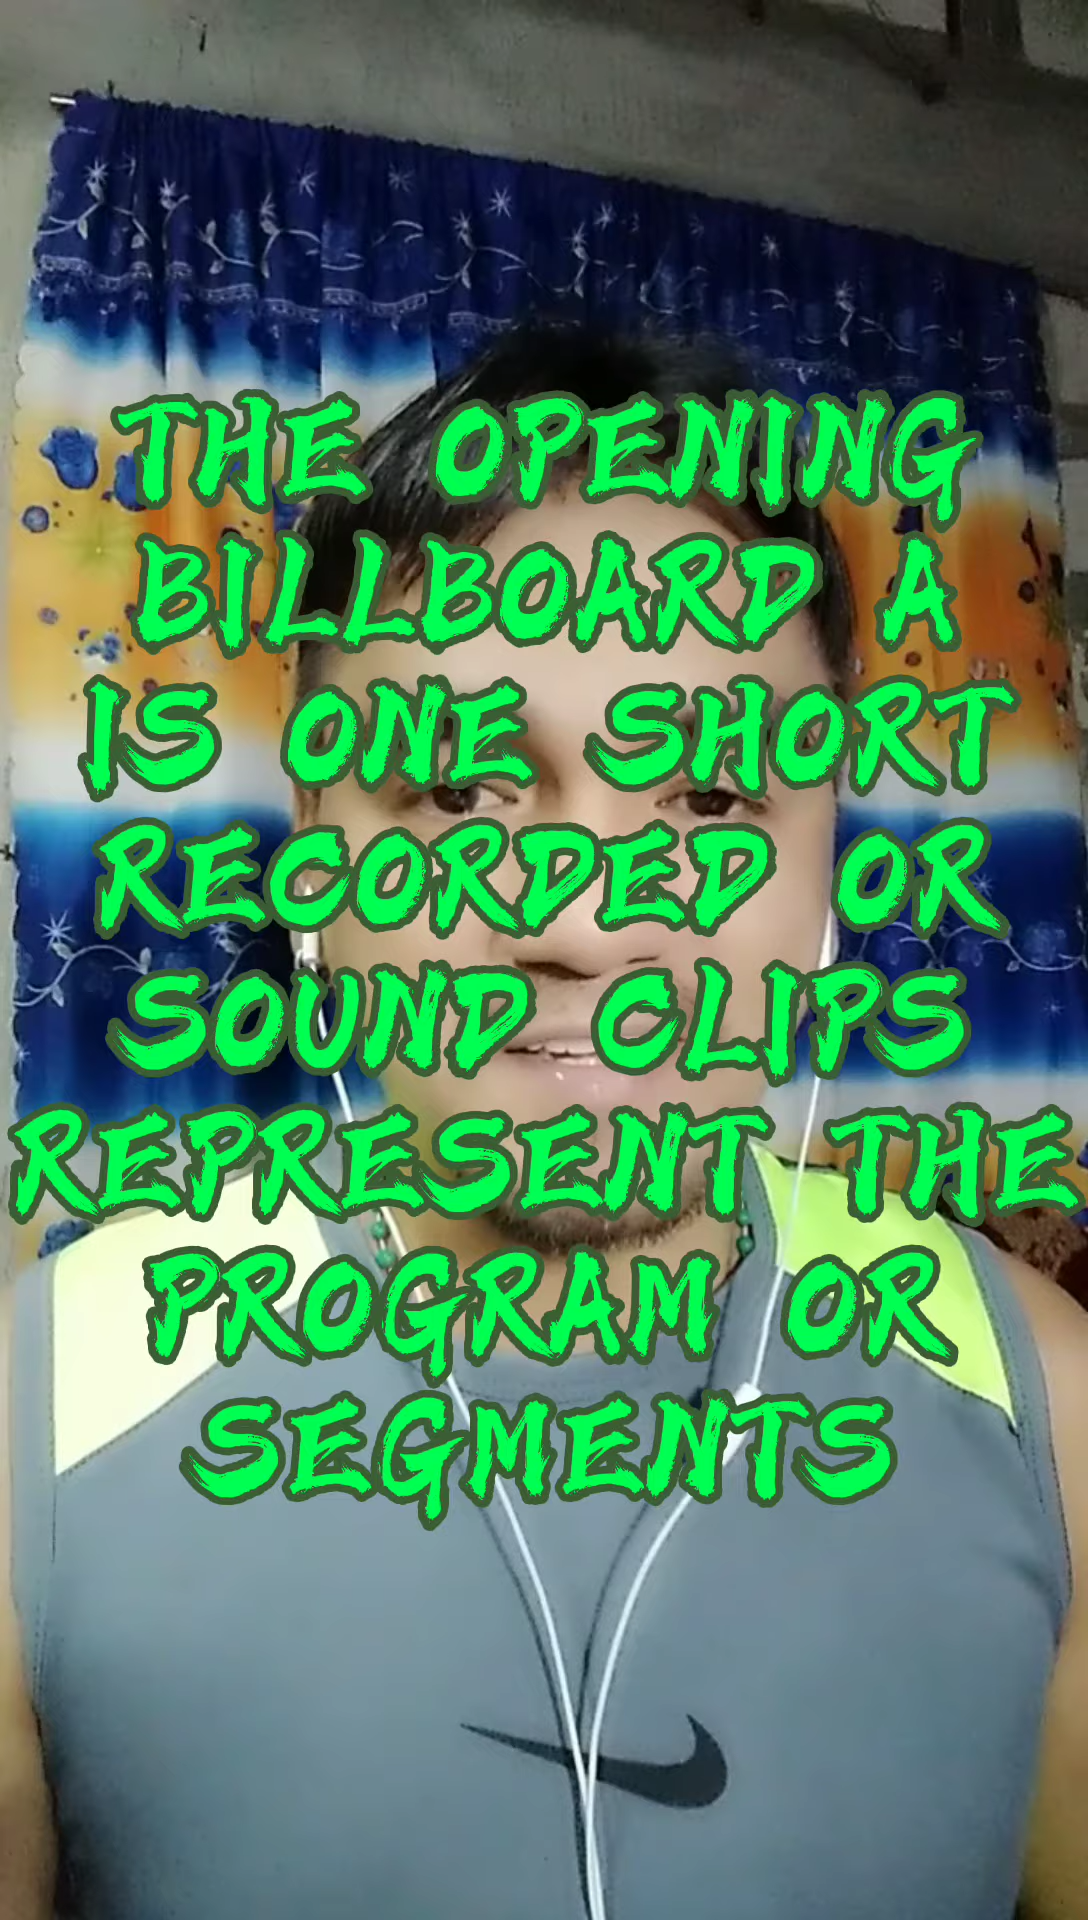 THE OPENING
BILLBOARD A
IS ONE SHORT
RECORDED OR
SOUND CLIPS
REPRESENT THE
PROGRAM OR
SEGMENTS